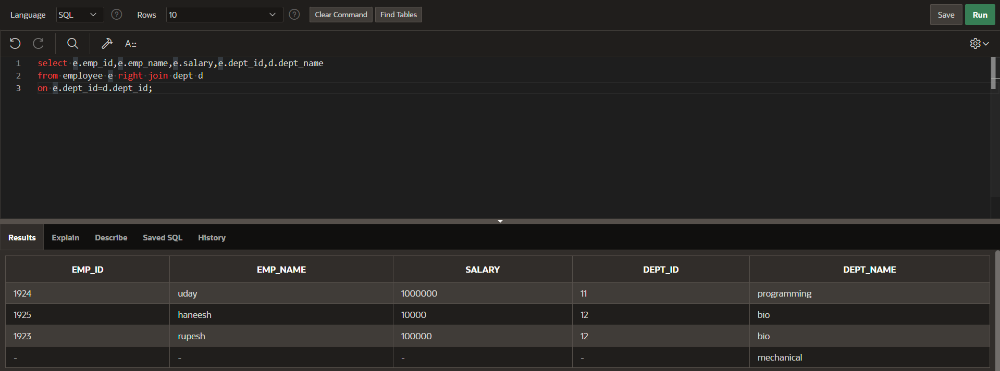 Language SQL ? Rows 10 ? Clear Command Find Tables Save Run
A::
1 select e.emp_id,e.emp_name,e.salary,e.dept_id,d.dept_name
2 from employee e right join dept d
3 on e.dept_id=d.dept_id;
Results Explain Describe Saved SQL History
EMP_ID EMP_NAME SALARY DEPT_ID DEPT_NAME
1924 uday 1000000 11 programming
1925 haneesh 10000 12 bio
1923 rupesh 100000 12 bio
- - - - mechanical